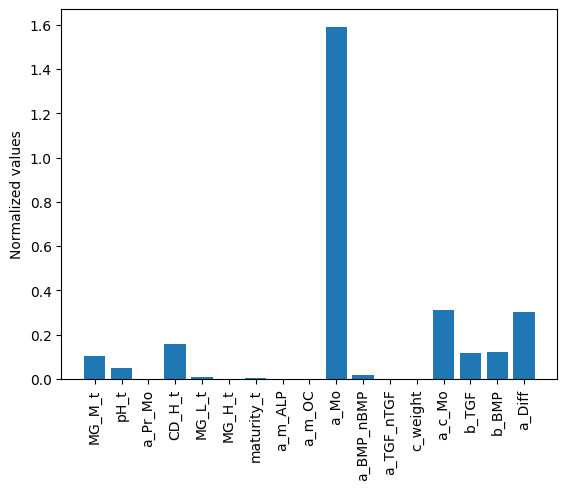 Normalized values
1.6
1.4
1.2
1.0
0.8
0.6
0.4
0.2
0.0
MG_M_t
pH_t
a_Pr_Mo
CD_H_t
MG_L_t
MG_H_t
maturity_t
a_m_ALP
a_m_OC
a_Mo
a_BMP_nBMP
a_TGF_nTGF
c_weight
a_c_Mo
b_TGF
b_BMP
a_Diff